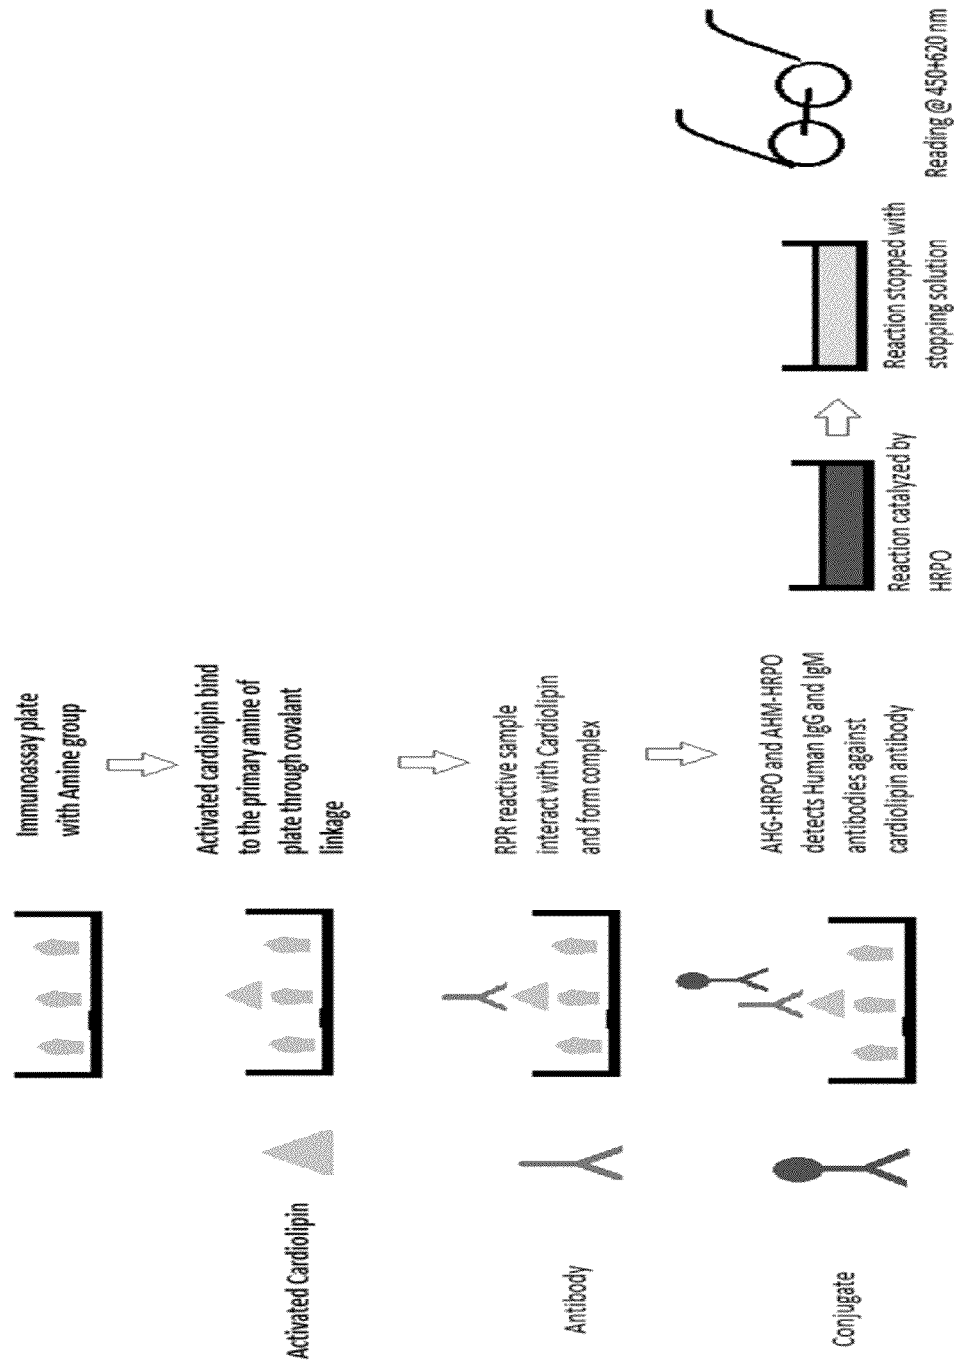 Immunoassay plate
with Amine group
Activated Cardiolipin
Activated cardiolipin bind
to the primary amine of
plate through covalant
linkage
Antibody
RPR reactive sample
interact with Cardiolipin
and form complex
Conjugate
AHG-HRPO and AHM-HRPO
detects Human IgG and IgM
antibodies against
cardiolipin antibody
Reaction catalyzed by
HRPO
Reaction stopped with
stopping solution
Reading @ 450+620 nm